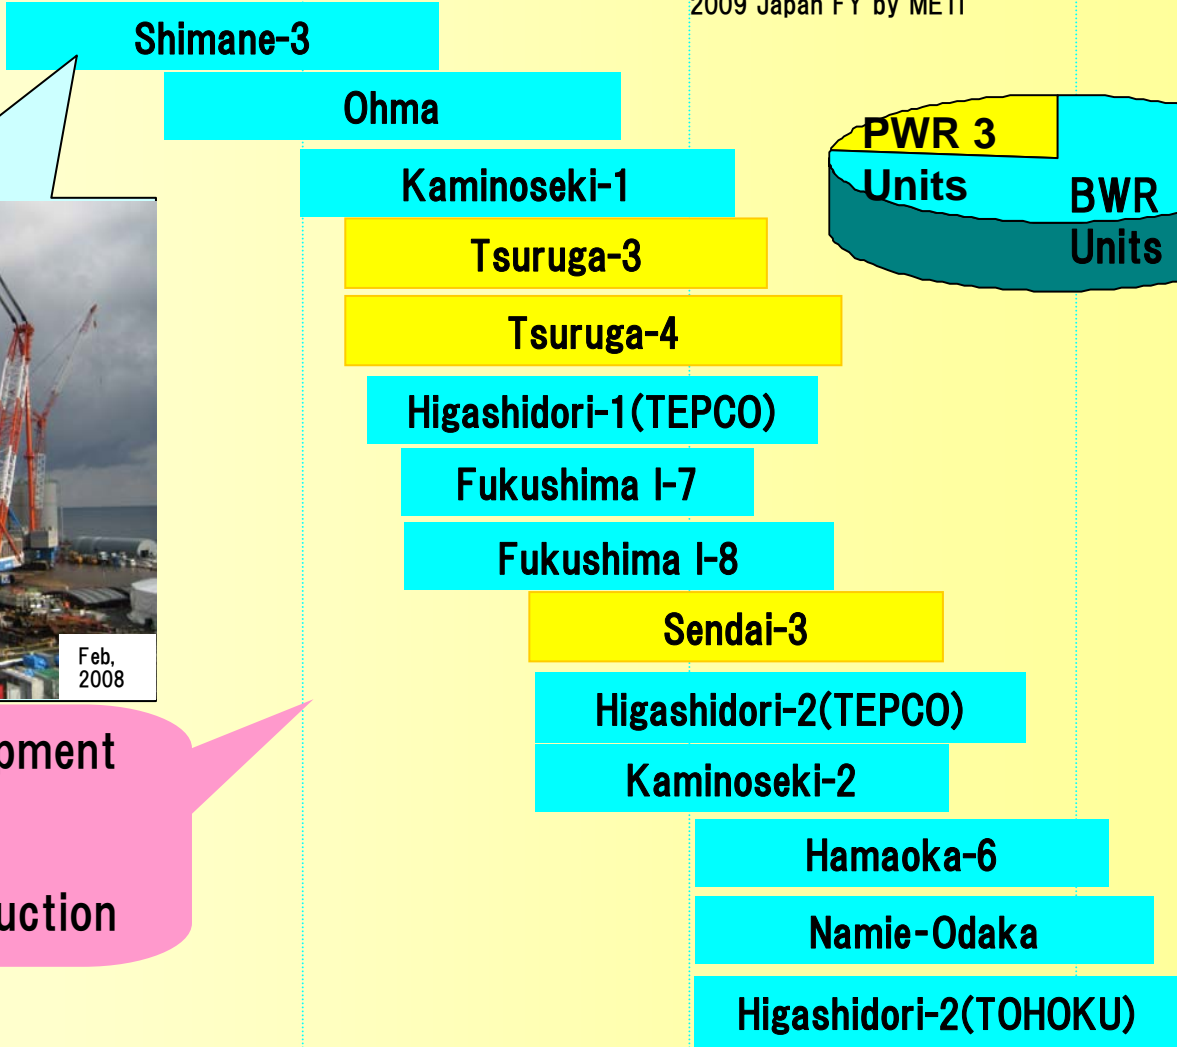 2009 Japan FY by METI
Shimane-3
Ohma
PWR 3
Units
Kaminoseki-1
BWR
Units
Tsuruga-3
Tsuruga-4
Higashidori-1(TEPCO)
Fukushima I-7
Fukushima I-8
Sendai-3
Feb,
2008
Higashidori-2(TEPCO)
pment
Kaminoseki-2
Hamaoka-6
uction
Namie-Odaka
Higashidori-2(TOHOKU)